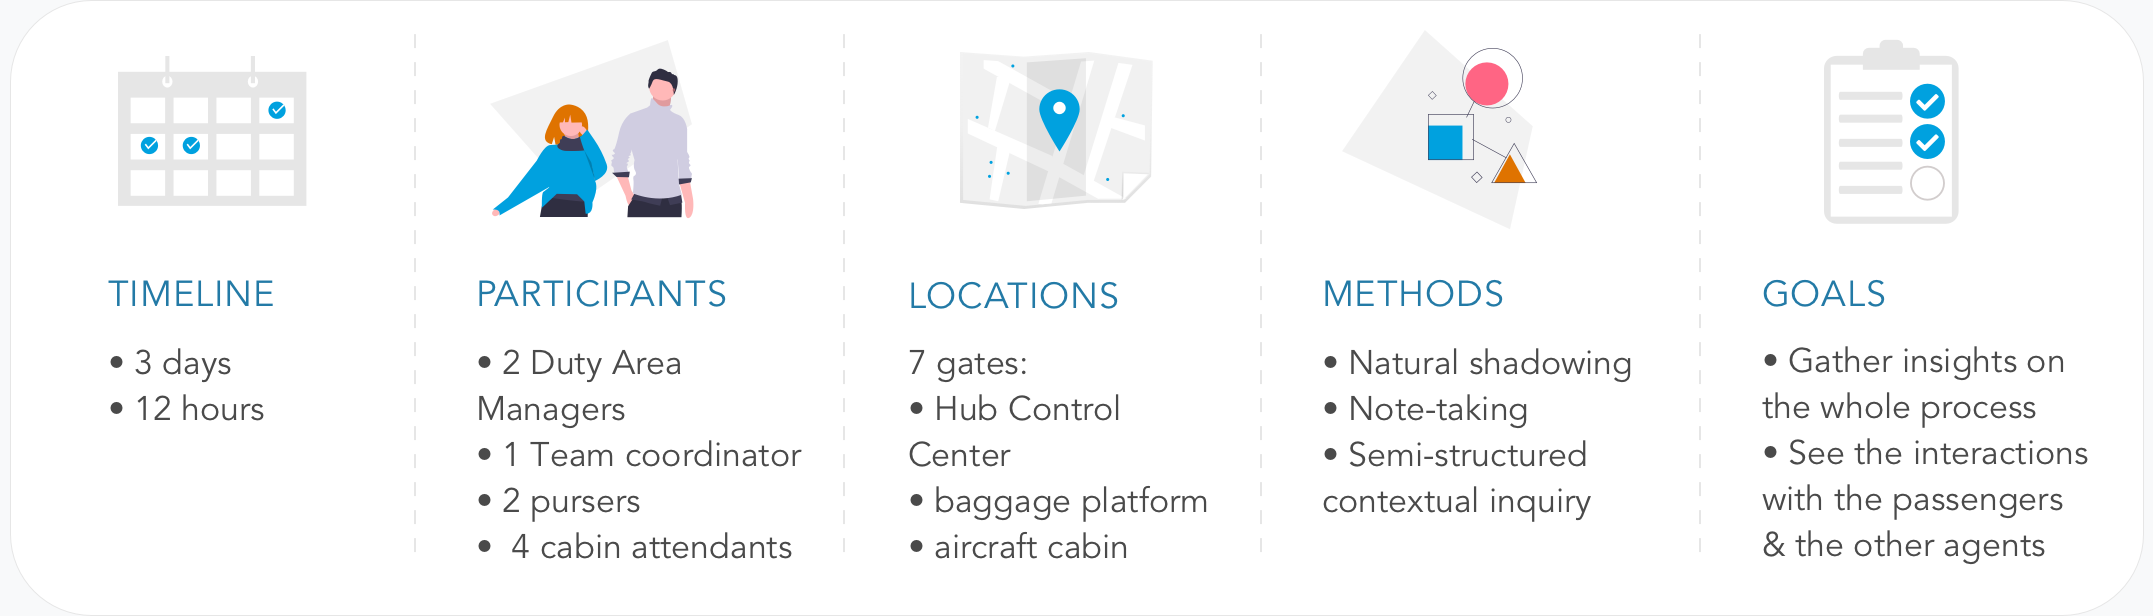 TIMELINE
• 3 days
• 12 hours
PARTICIPANTS
• 2 Duty Area
Managers
• 1 Team coordinator
• 2 pursers
• 4 cabin attendants
LOCATIONS
7 gates:
• Hub Control
Center
• baggage platform
• aircraft cabin
METHODS
• Natural shadowing
• Note-taking
• Semi-structured
contextual inquiry
GOALS
• Gather insights on
the whole process
• See the interactions
with the passengers
& the other agents